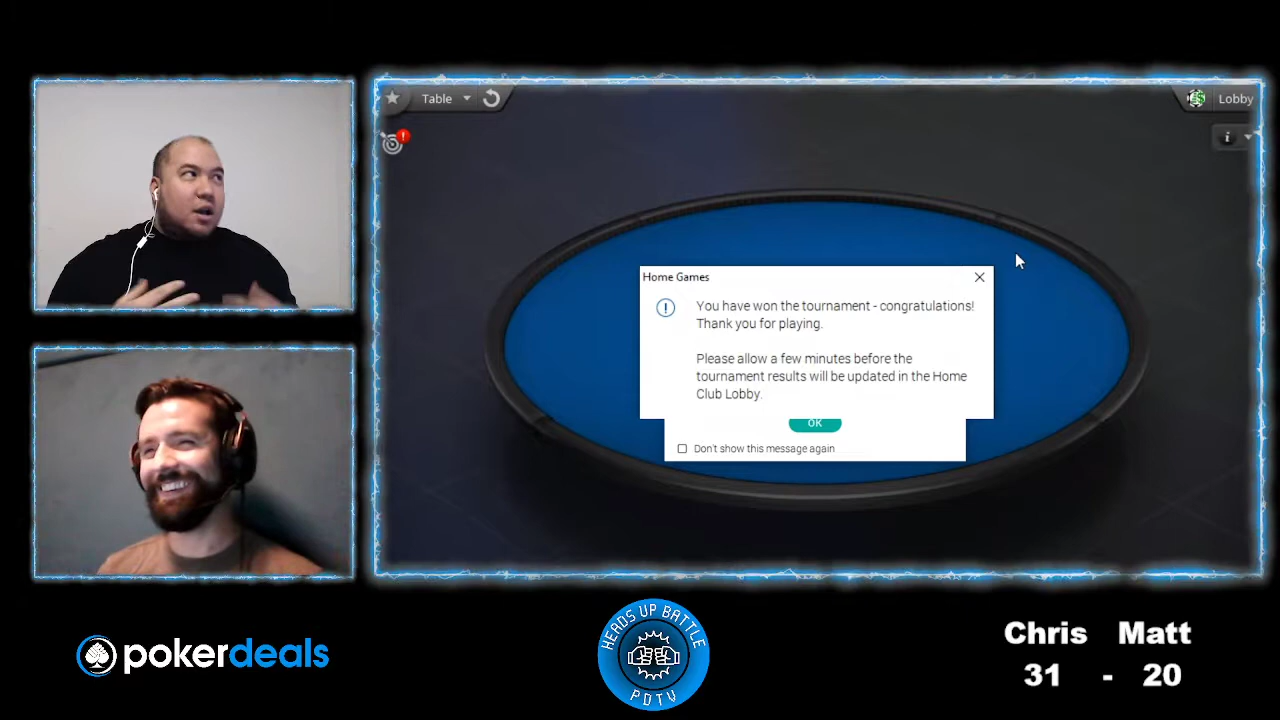 Table
Lobby
Home Games
You have won the tournament - congratulations!
Thank you for playing.
Please allow a few minutes before the
tournament results will be updated in the Home
Club Lobby.
OK
Don't show this message again
pokerdeals
HEADS UP BATTLE
PDTV
Chris Matt
31 - 20